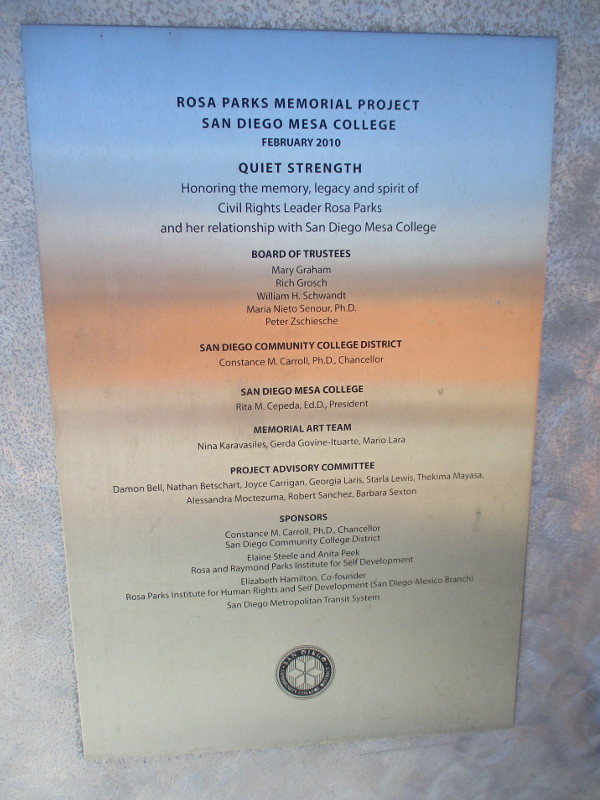 ROSA PARKS MEMORIAL PROJECT
SAN DIEGO MESA COLLEGE
FEBRUARY 2010
QUIET STRENGTH
Honoring the memory, legacy and spirit of
Civil Rights Leader Rosa Parks
and her relationship with San Diego Mesa College
BOARD OF TRUSTEES
Mary Graham
Rich Grosch
William H. Schwandt
Maria Nieto Senour, Ph.D.
Peter Zschiesche
SAN DIEGO COMMUNITY COLLEGE DISTRICT
Constance M. Carroll, Ph.D., Chancellor
SAN DIEGO MESA COLLEGE
Rita M. Cepeda, Ed.D., President
MEMORIAL ART TEAM
Nina Karavasiles, Gerda Govine-Ituarte, Mario Lara
PROJECT ADVISORY COMMITTEE
Damon Bell, Nathan Betschart, Joyce Carrigan, Georgia Laris, Starla Lewis, Thekima Mayasa,
Alessandra Moctezuma, Robert Sanchez, Barbara Sexton
SPONSORS
Constance M. Carroll, Ph.D., Chancellor
San Diego Community College District
Elaine Steele and Anita Peek
Rosa and Raymond Parks Institute for Self Development
Elizabeth Hamilton, Co-founder
Rosa Parks Institute for Human Rights and Self Development (San Diego-Mexico Branch)
San Diego Metropolitan Transit System
SAN DIEGO
COMMUNITY COLLEGE DISTRICT